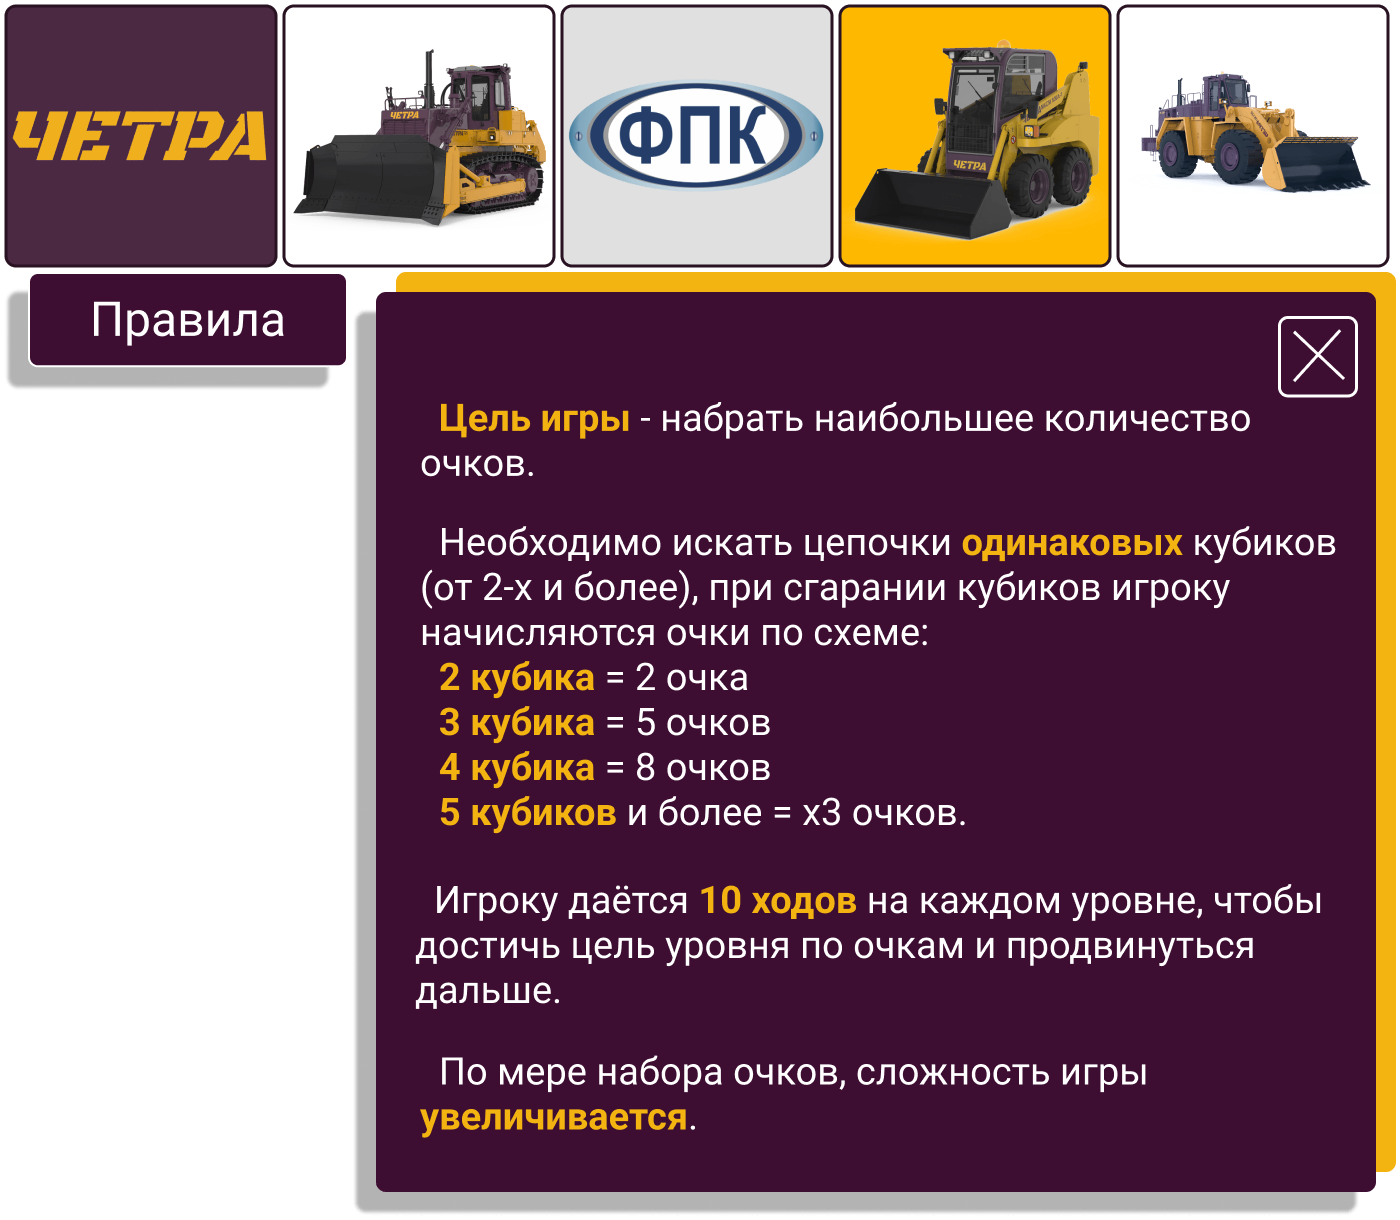 ЧЕТРА
ЧЕТРА
ФПК
ЧЕТРА
Правила
Цель игры - набрать наибольшее количество
очков.
Необходимо искать цепочки одинаковых кубиков
(от 2-х и более), при сгарании кубиков игроку
начисляются очки по схеме:
2 кубика = 2 очка
3 кубика = 5 очков
4 кубика = 8 очков
5 кубиков и более = х3 очков.
Игроку даётся 10 ходов на каждом уровне, чтобы
достичь цель уровня по очкам и продвинуться
дальше.
По мере набора очков, сложность игры
увеличивается.